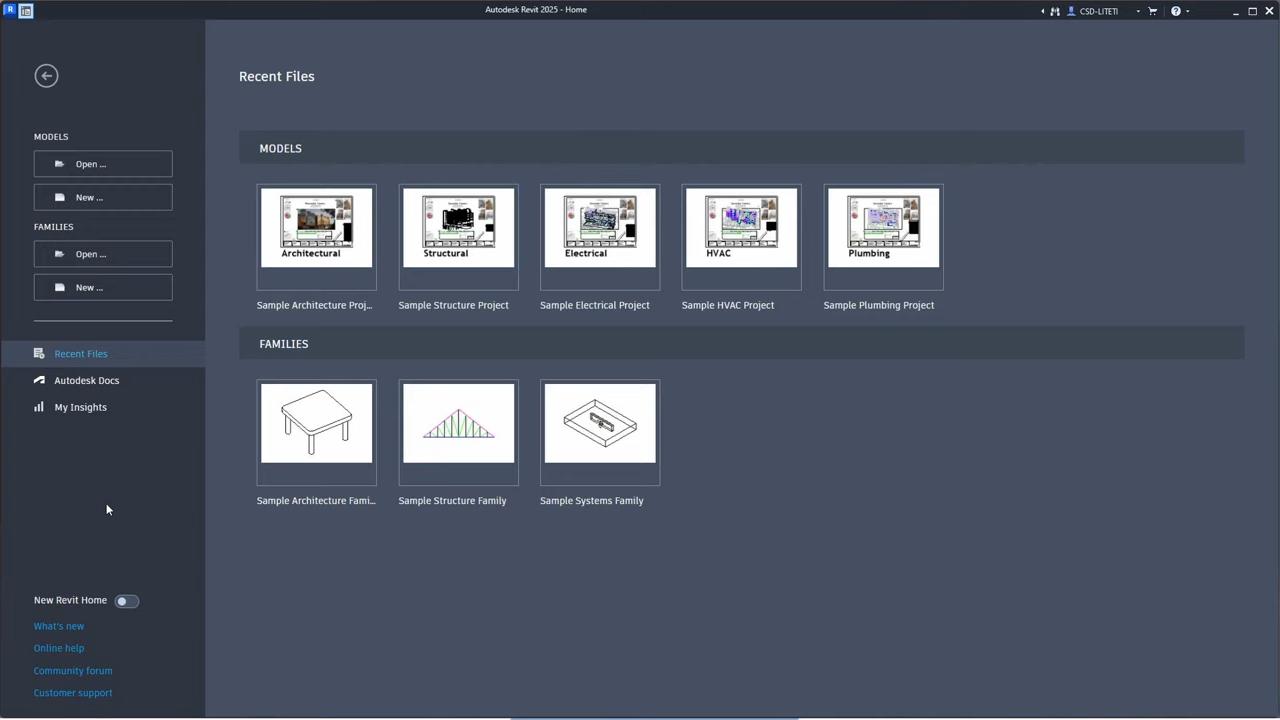 R
Autodesk Revit 2025 - Home
CSD-LITETI
?
Recent Files
MODELS
Open ...
New ...
FAMILIES
Open ...
New ...
Recent Files
Autodesk Docs
My Insights
New Revit Home
What's new
Online help
Community forum
Customer support
MODELS
Architectural
Structural
Electrical
HVAC
Plumbing
Sample Architecture Proj...
Sample Structure Project
Sample Electrical Project
Sample HVAC Project
Sample Plumbing Project
FAMILIES
Sample Architecture Fami...
Sample Structure Family
Sample Systems Family